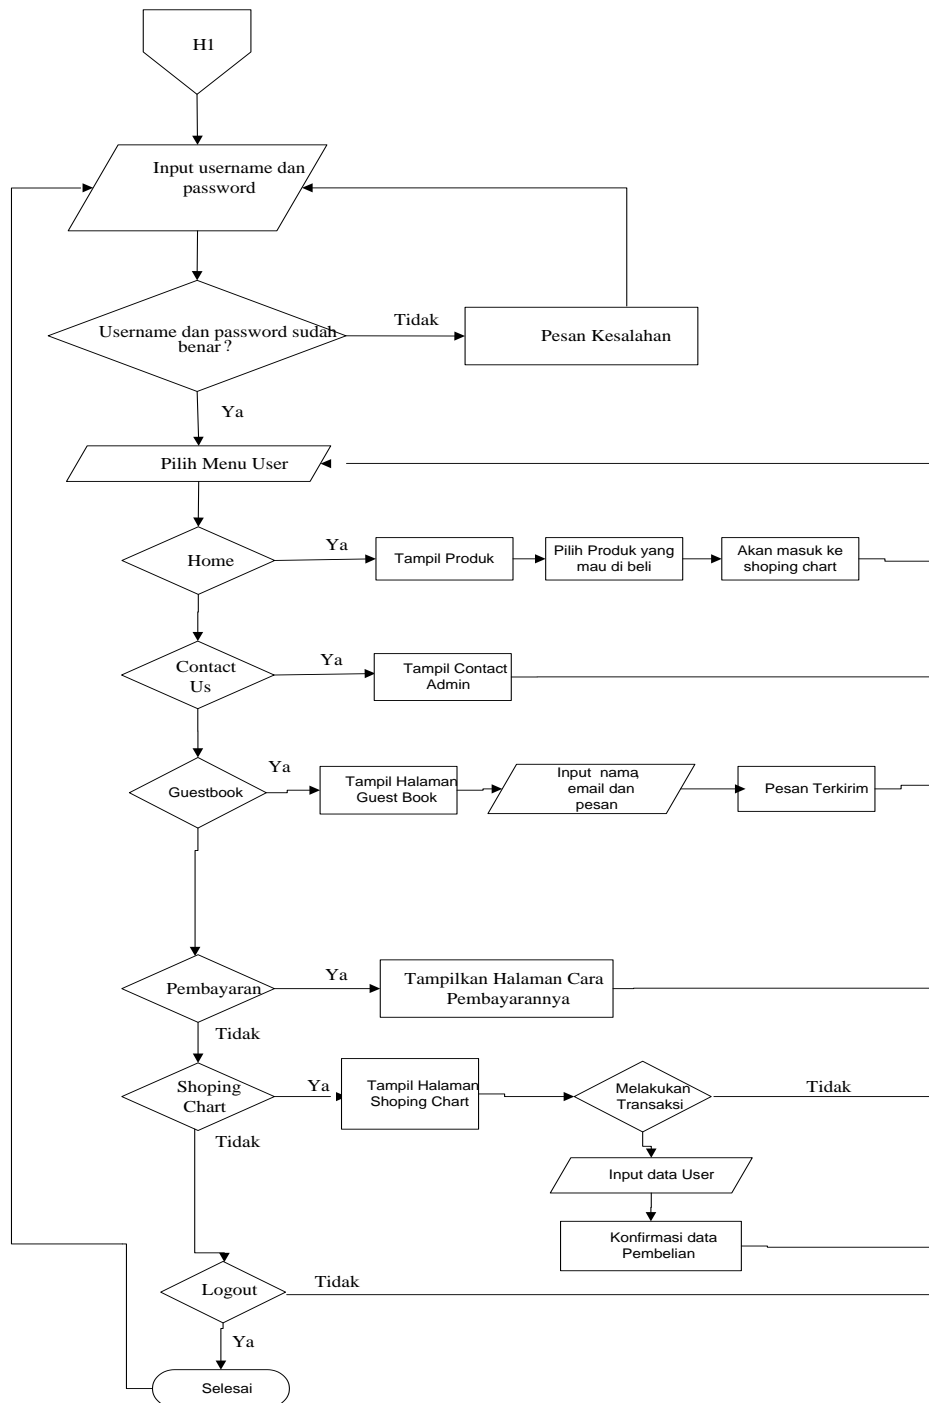 H1
Input username dan
password
Username dan password sudah
benar ?
Tidak
Pesan Kesalahan
Ya
Pilih Menu User
Home
Ya
Tampil Produk
Pilih Produk yang
mau di beli
Akan masuk ke
shoping chart
Contact
Us
Ya
Tampil Contact
Admin
Guestbook
Ya
Tampil Halaman
Guest Book
Input nama,
email dan
pesan
Pesan Terkirim
Pembayaran
Ya
Tampilkan Halaman Cara
Pembayarannya
Tidak
Shoping
Chart
Ya
Tampil Halaman
Shoping Chart
Melakukan
Transaksi
Tidak
Tidak
Input data User
Konfirmasi data
Pembelian
Logout
Tidak
Ya
Selesai